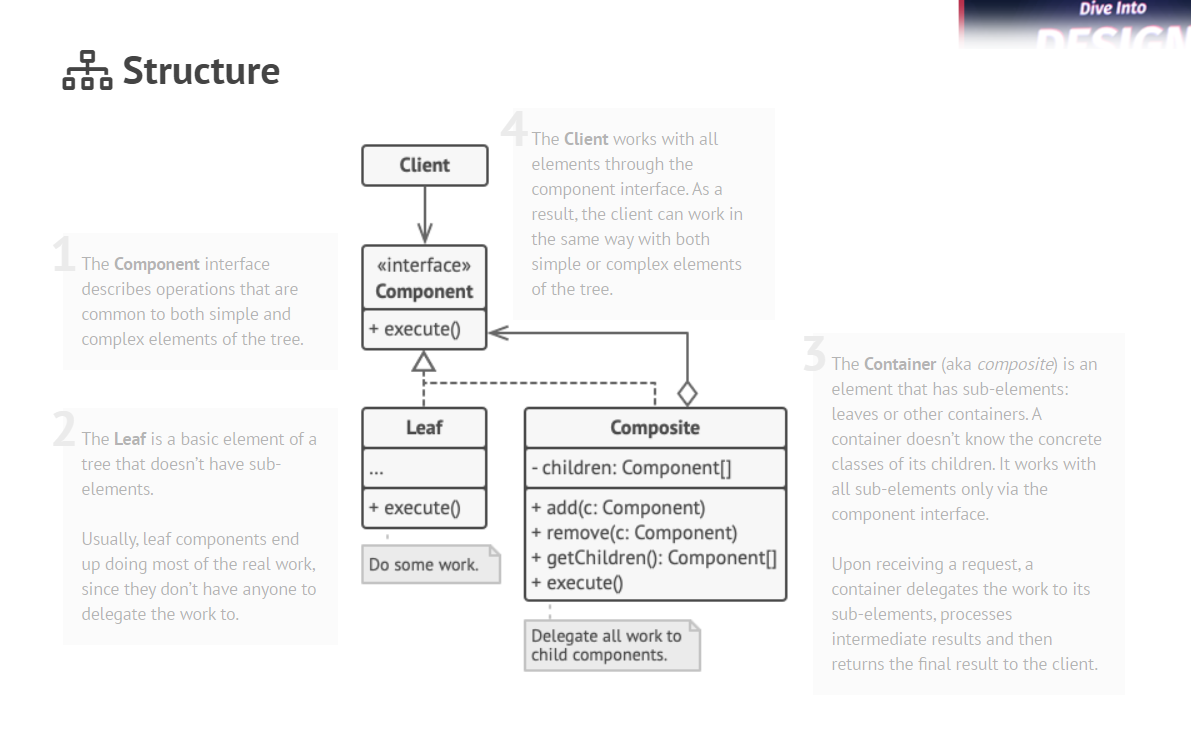 Dive Into
DESIGN
Structure
4
The Client works with all
elements through the
component interface. As a
result, the client can work in
the same way with both
simple or complex elements
of the tree.
Client
1
The Component interface
describes operations that are
common to both simple and
complex elements of the tree.
«interface»
Component
+ execute()
3
The Container (aka composite) is an
element that has sub-elements:
leaves or other containers. A
container doesn't know the concrete
classes of its children. It works with
all sub-elements only via the
component interface.
Upon receiving a request, a
container delegates the work to its
sub-elements, processes
intermediate results and then
returns the final result to the client.
2
The Leaf is a basic element of a
tree that doesn't have sub-
elements.
Usually, leaf components end
up doing most of the real work,
since they don't have anyone to
delegate the work to.
Leaf
...
+ execute()
Do some work.
Composite
- children: Component[]
+ add(c: Component)
+ remove(c: Component)
+ getChildren(): Component[]
+ execute()
Delegate all work to
child components.